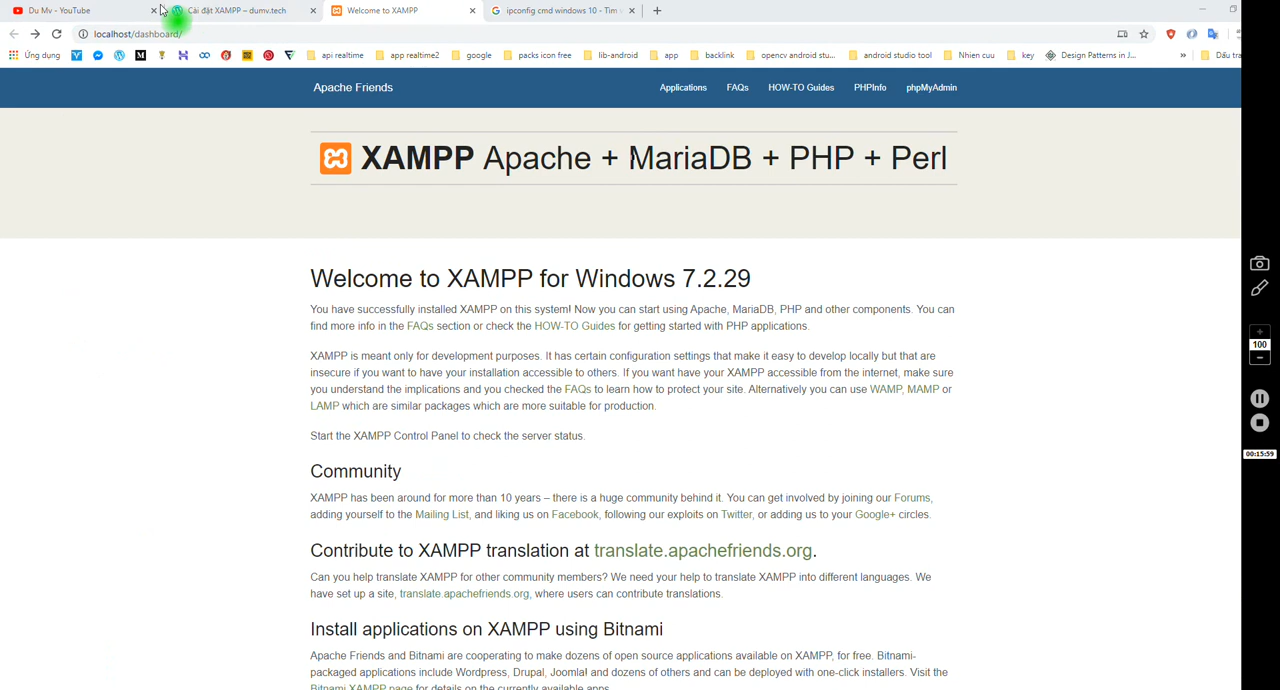 Du Mv - YouTube
Cài đặt XAMPP – dumv.tech
Welcome to XAMPP
ipconfig cmd windows 10 - Tìm
localhost/dashboard/
Ứng dụng
api realtime
app realtime2
google
packs icon free
lib-android
app
backlink
opencv android stu...
android studio tool
Nhien cuu
key
Design Patterns in J...
»
Apache Friends
Applications
FAQs
HOW-TO Guides
PHPInfo
phpMyAdmin
XAMPP Apache + MariaDB + PHP + Perl
Welcome to XAMPP for Windows 7.2.29
You have successfully installed XAMPP on this system! Now you can start using Apache, MariaDB, PHP and other components. You can
find more info in the FAQs section or check the HOW-TO Guides for getting started with PHP applications.
XAMPP is meant only for development purposes. It has certain configuration settings that make it easy to develop locally but that are
insecure if you want to have your installation accessible to others. If you want have your XAMPP accessible from the internet, make sure
you understand the implications and you checked the FAQs to learn how to protect your site. Alternatively you can use WAMP, MAMP or
LAMP which are similar packages which are more suitable for production.
Start the XAMPP Control Panel to check the server status.
Community
XAMPP has been around for more than 10 years – there is a huge community behind it. You can get involved by joining our Forums,
adding yourself to the Mailing List, and liking us on Facebook, following our exploits on Twitter, or adding us to your Google+ circles.
Contribute to XAMPP translation at translate.apachefriends.org.
Can you help translate XAMPP for other community members? We need your help to translate XAMPP into different languages. We
have set up a site, translate.apachefriends.org, where users can contribute translations.
Install applications on XAMPP using Bitnami
Apache Friends and Bitnami are cooperating to make dozens of open source applications available on XAMPP, for free. Bitnami-
packaged applications include Wordpress, Drupal, Joomla! and dozens of others and can be deployed with one-click installers. Visit the
Bitnami XAMPP page for details on the currently available apps.
100
00:15:59